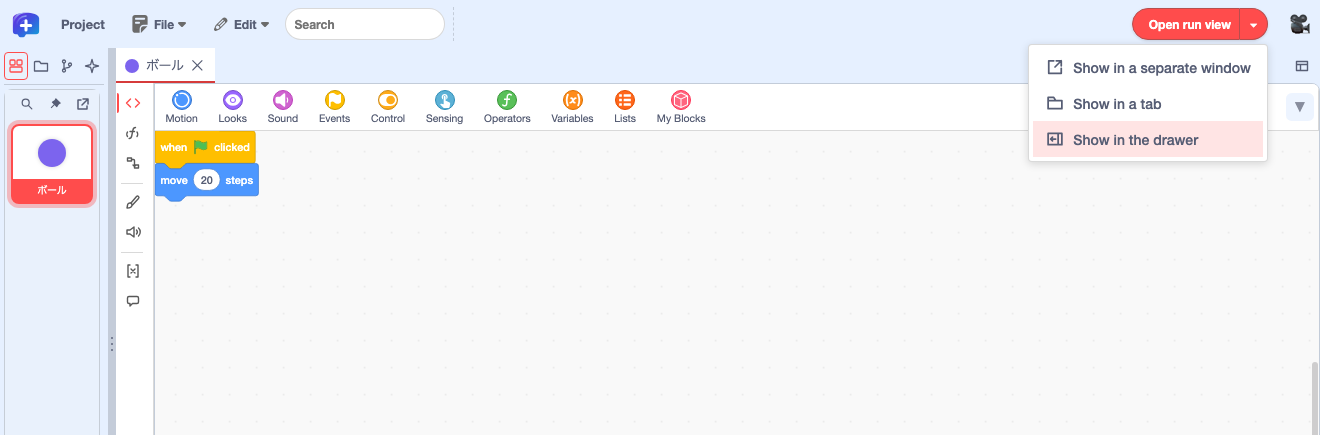 Project
File
Edit
Search
Open run view
ボール
Show in a separate window
Show in a tab
Show in the drawer
Motion
Looks
Sound
Events
Control
Sensing
Operators
Variables
Lists
My Blocks
when clicked
move 20 steps
ボール